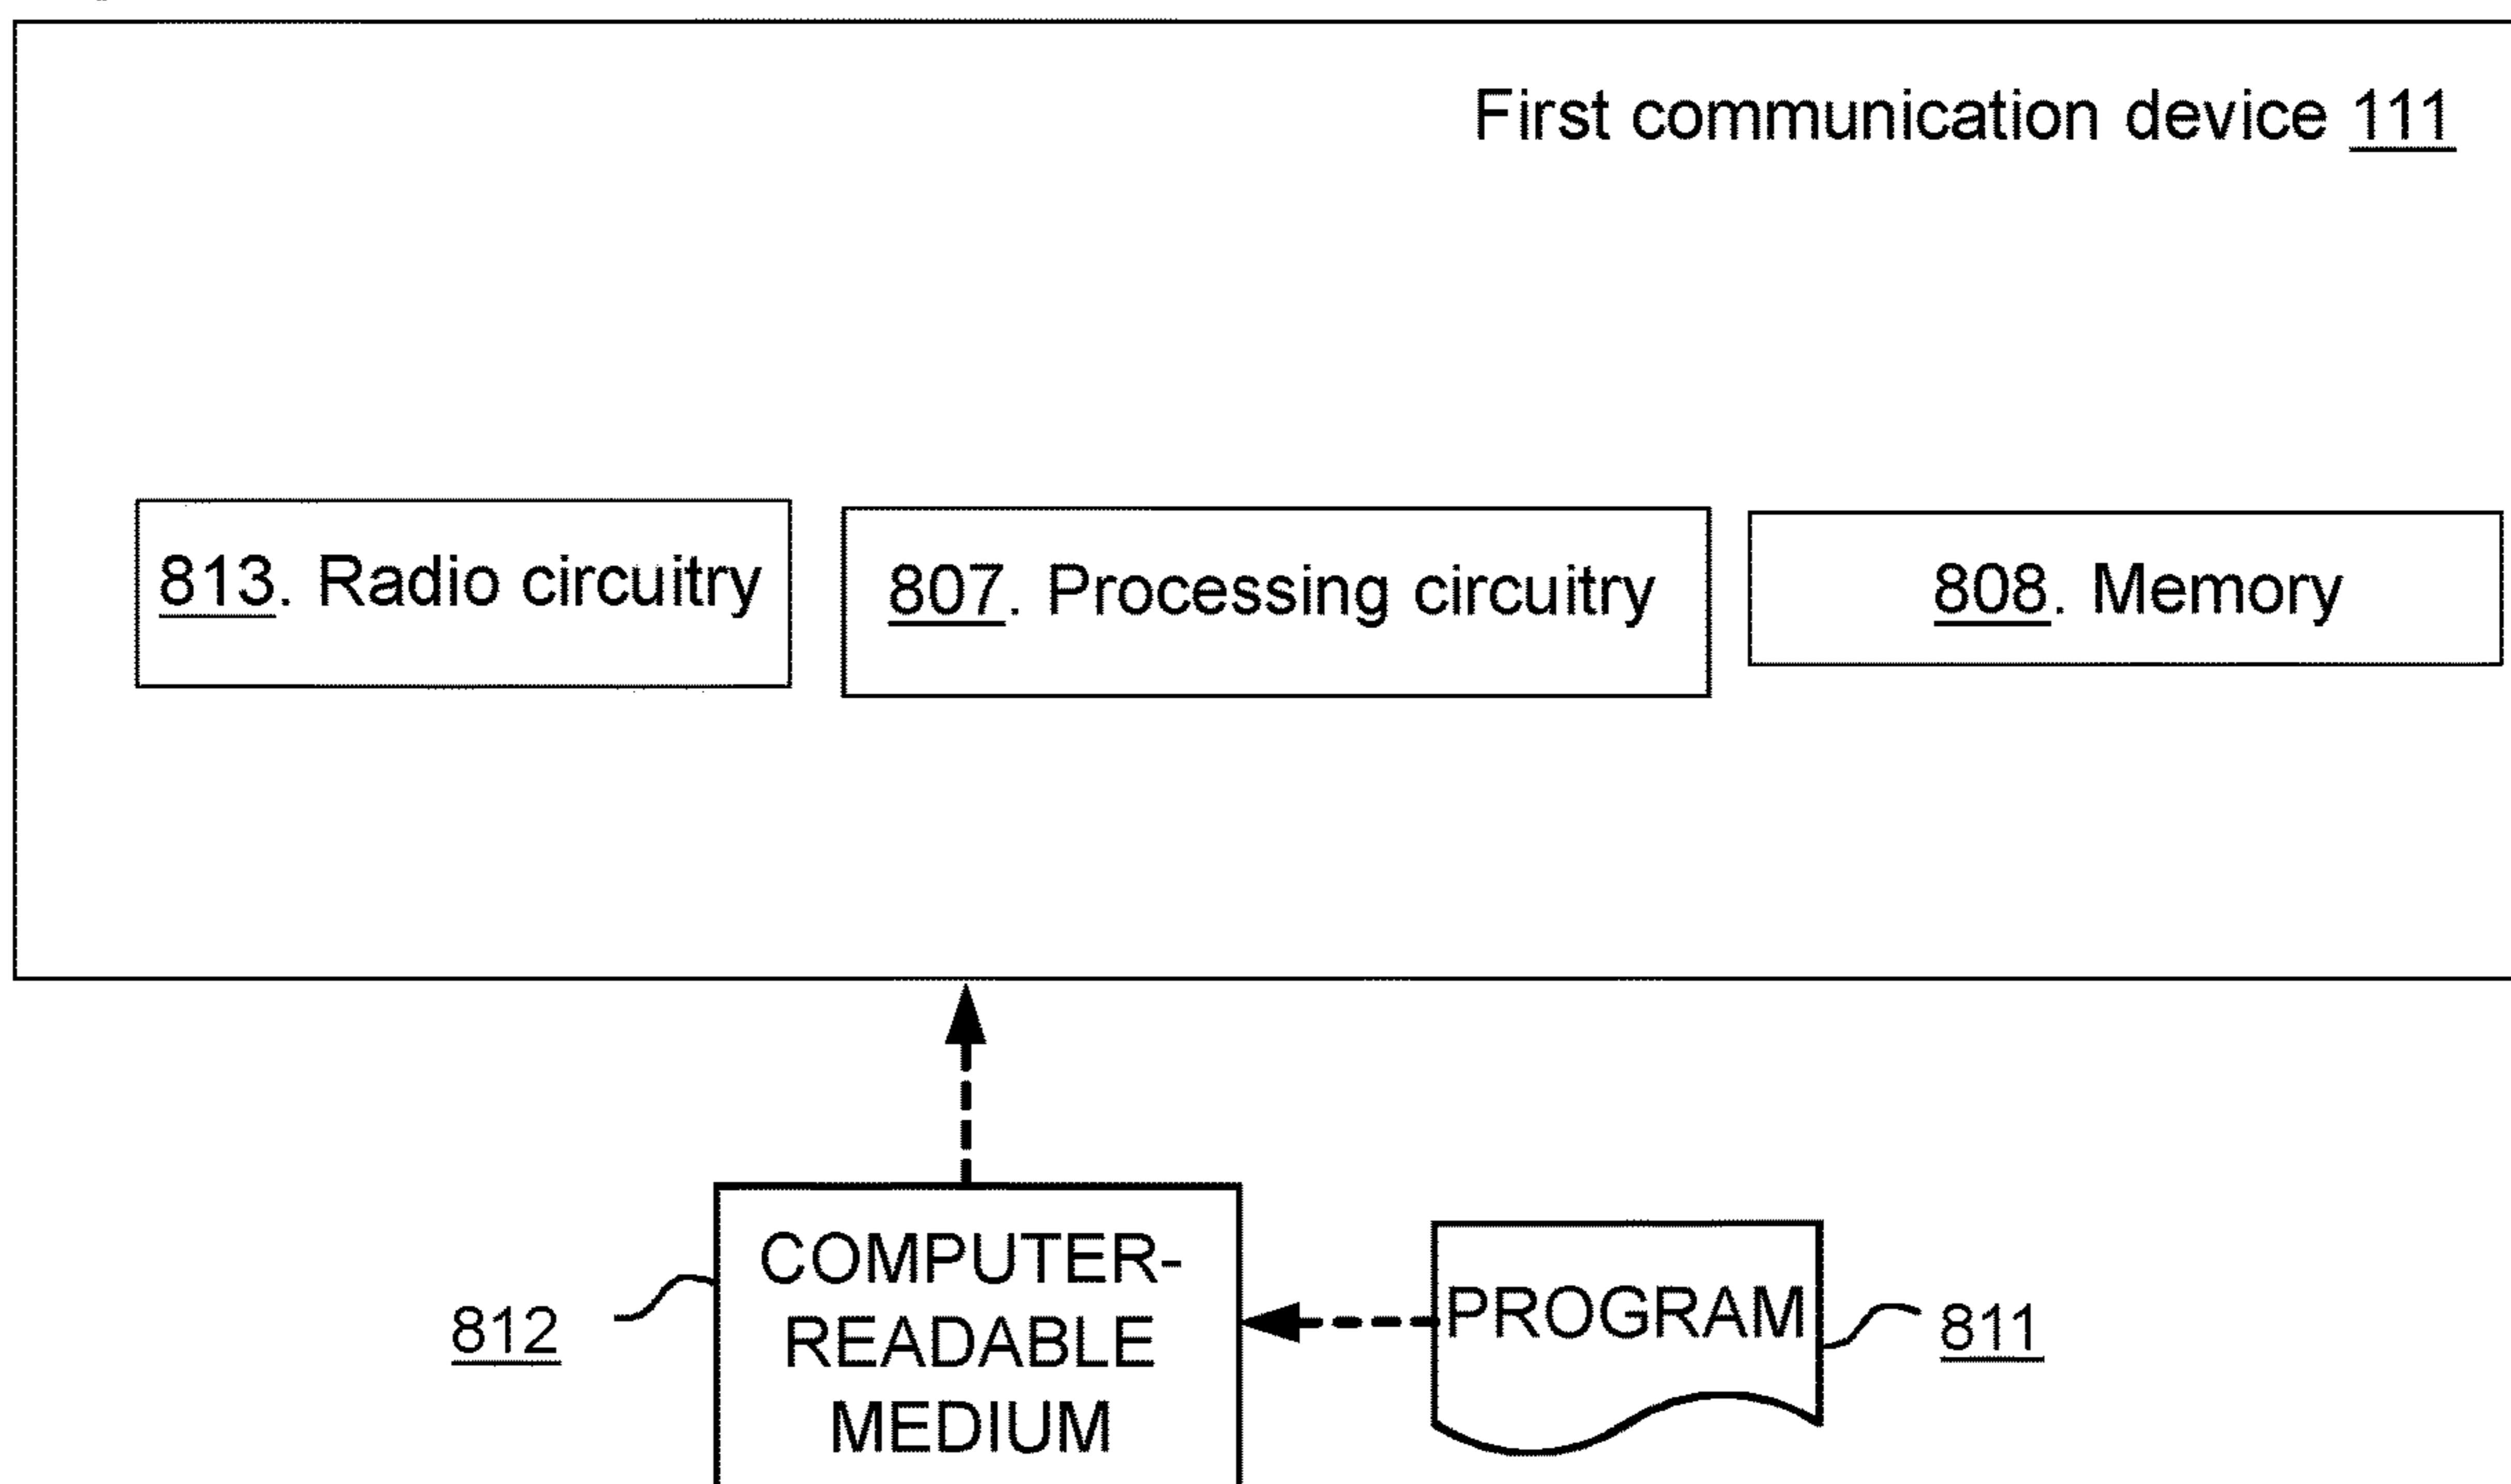 First communication device 111
813. Radio circuitry
807. Processing circuitry
808. Memory
COMPUTER-
READABLE
MEDIUM
812
PROGRAM
811